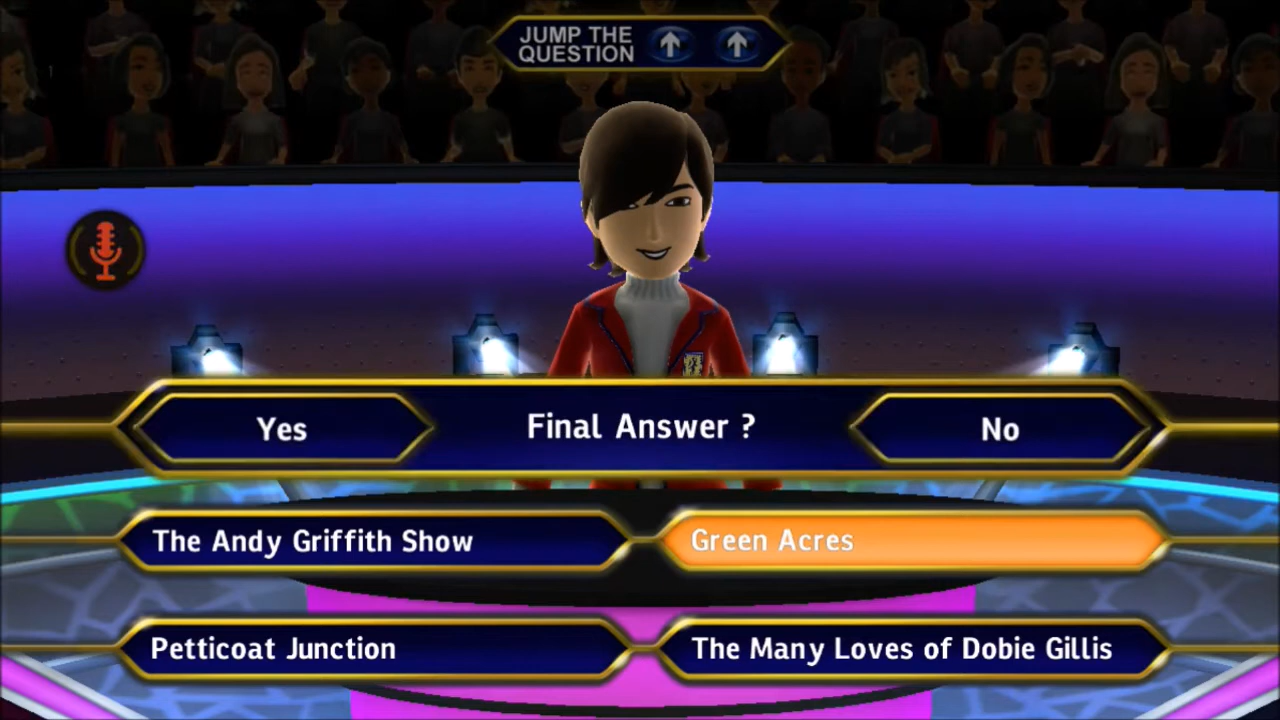 JUMP THE
QUESTION
Yes
Final Answer ?
No
The Andy Griffith Show
Green Acres
Petticoat Junction
The Many Loves of Dobie Gillis